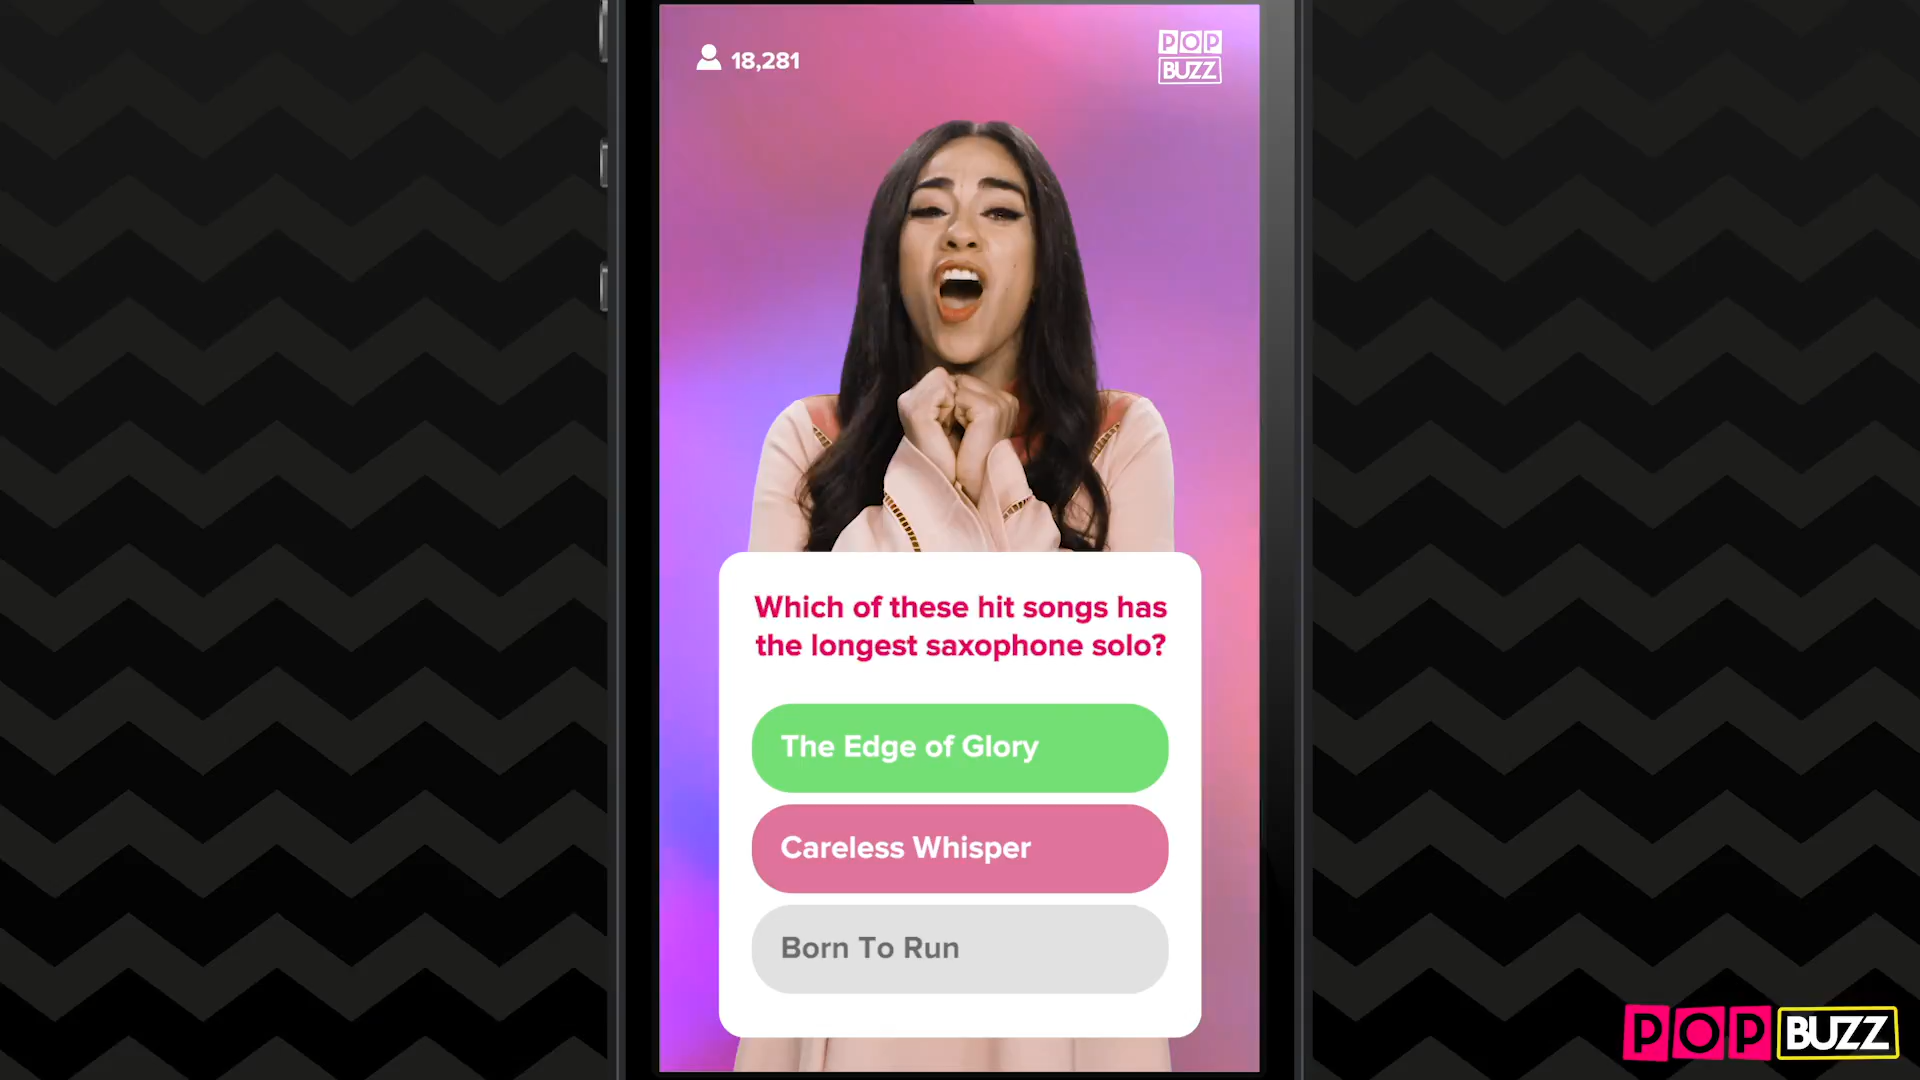 18,281
POP
BUZZ
Which of these hit songs has
the longest saxophone solo?
The Edge of Glory
Careless Whisper
Born To Run
POP BUZZ